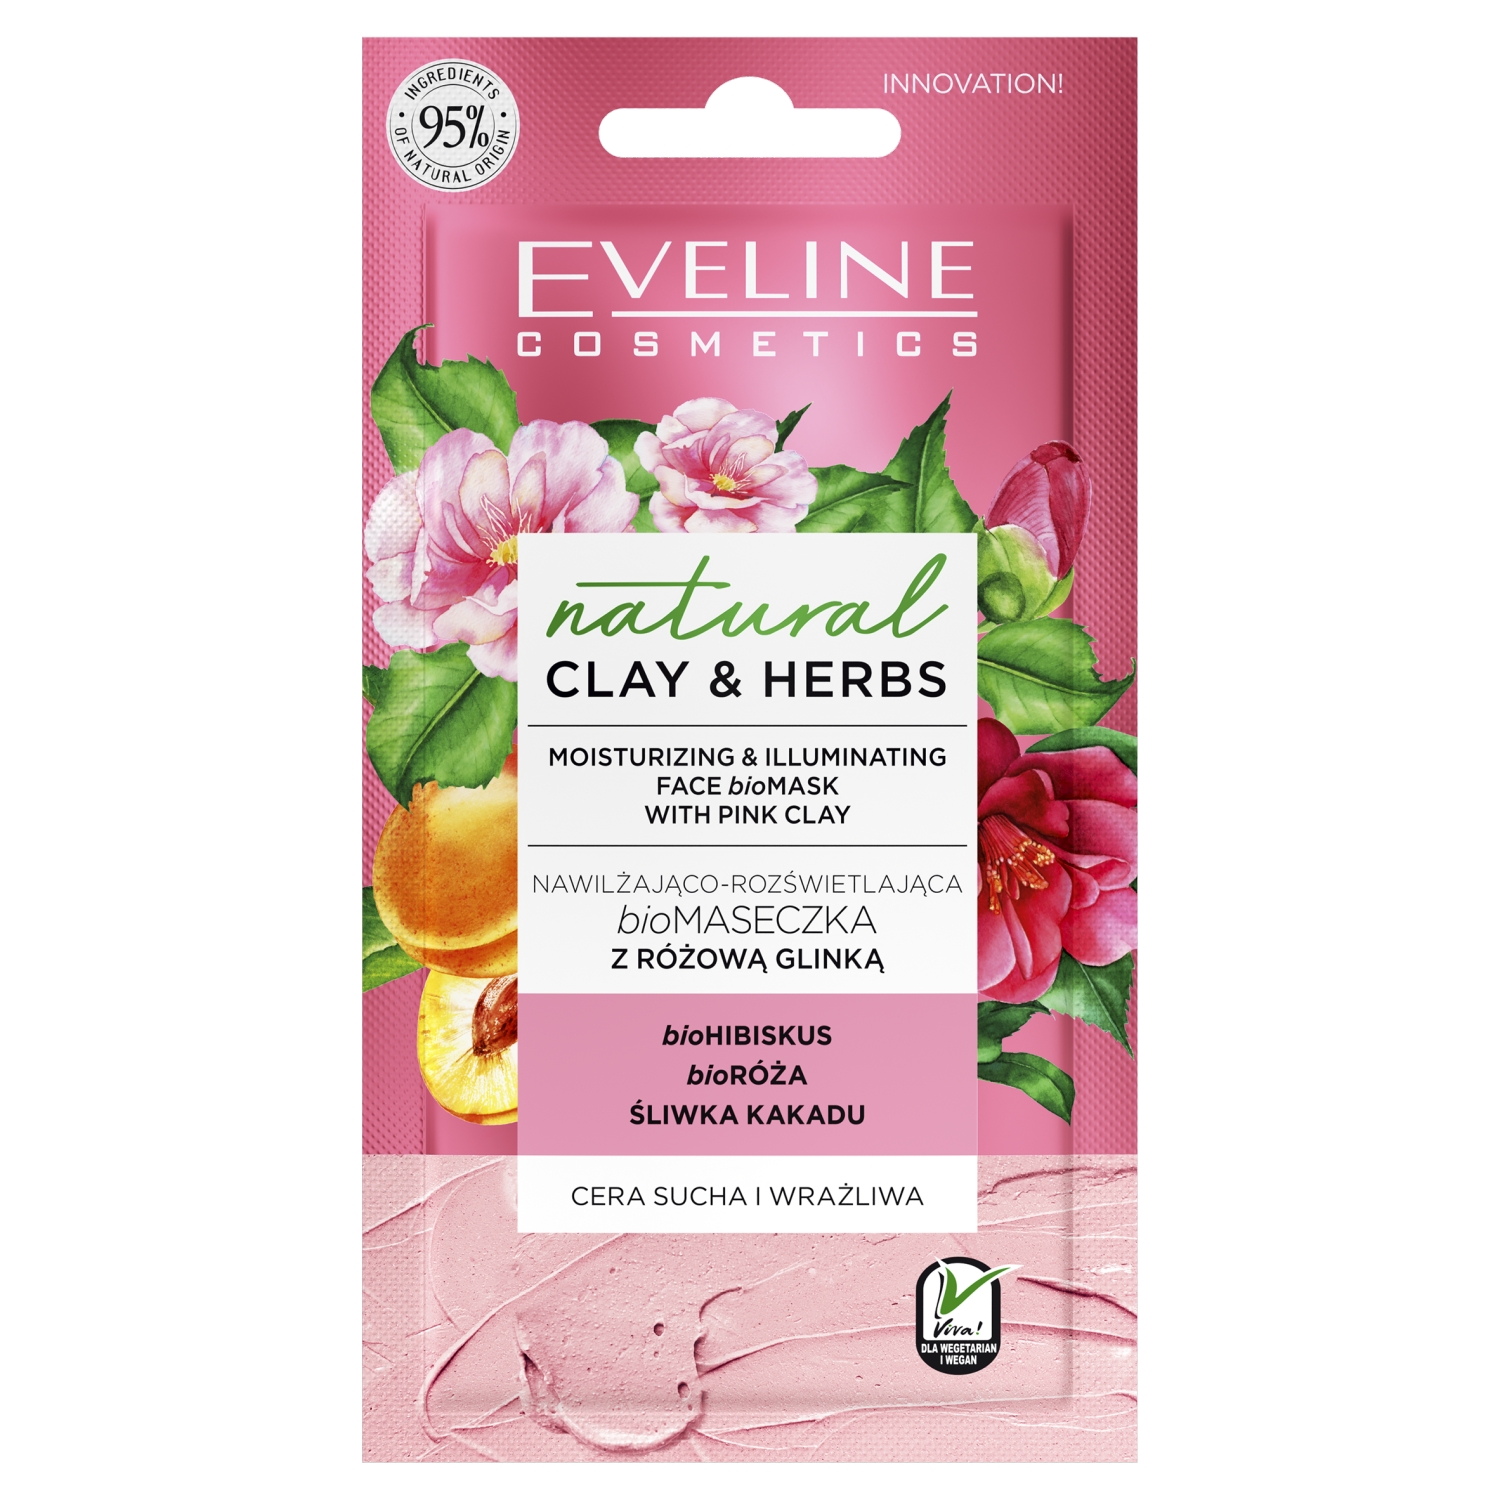 INGREDIENTS
95%
OF NATURAL ORIGIN
INNOVATION!
EVELINE
COSMETICS
natural
CLAY & HERBS
MOISTURIZING & ILLUMINATING
FACE bioMASK
WITH PINK CLAY
NAWILŻAJĄCO-ROZŚWIETLAJĄCA
bioMASECZKA
Z RÓŻOWĄ GLINKĄ
bioHIBISKUS
bioRÓŻA
ŚLIWKA KAKADU
CERA SUCHA I WRAŻLIWA
Viva!
DLA WEGETARIAN
I WEGAN